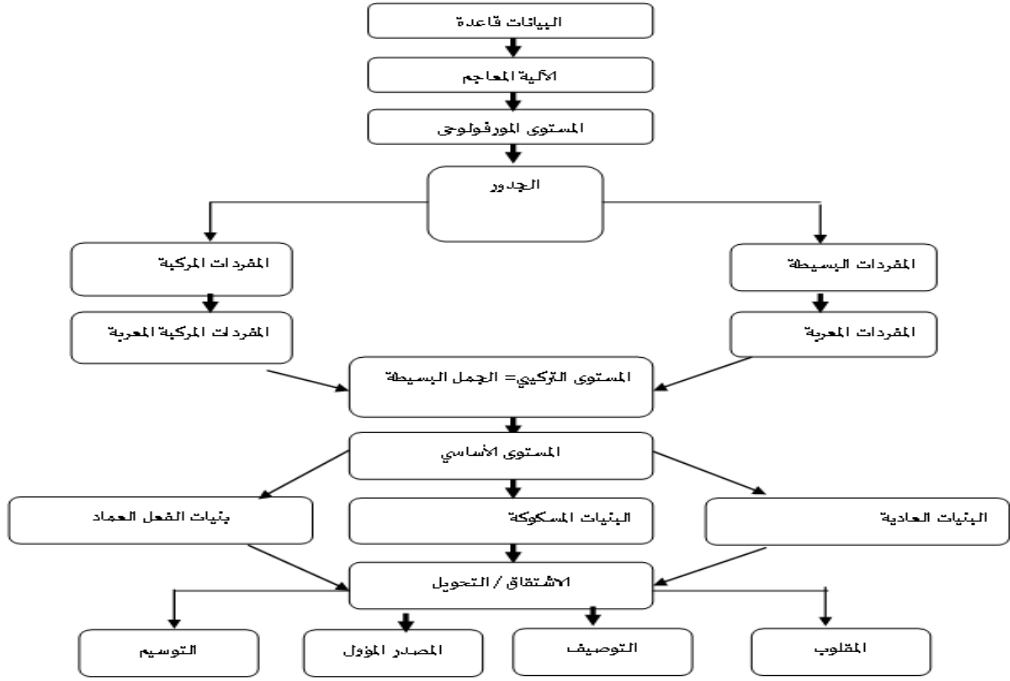 البيانات قاعدة
الآلية المعاجم
المستوى المورفولوجي
الجدور
المفردات البسيطة
المفردات المركبة
المفردات المعربة
المفردات المركبة المعربة
المستوى التركيبي= الجمل البسيطة
المستوى الأساسي
البنيات العادية
البنيات المسكوكة
بنيات الفعل العماد
الاشتقاق / التحويل
المقلوب
التوصيف
المصدر المؤول
التوسيم